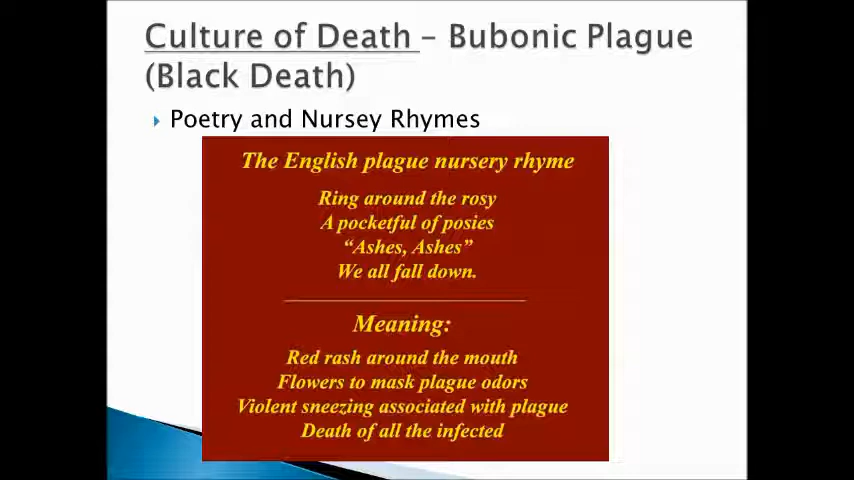 Culture of Death – Bubonic Plague
(Black Death)
Poetry and Nursey Rhymes
The English plague nursery rhyme
Ring around the rosy
A pocketful of posies
“Ashes, Ashes”
We all fall down.
Meaning:
Red rash around the mouth
Flowers to mask plague odors
Violent sneezing associated with plague
Death of all the infected